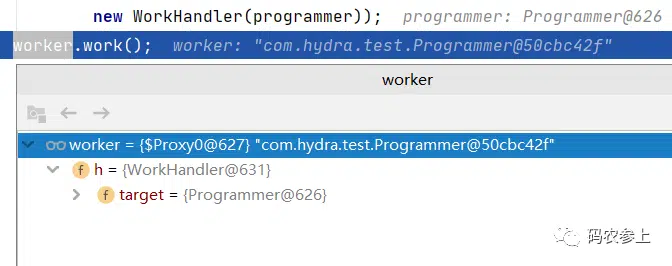 new WorkHandler(programmer)); programmer: Programmer@626
worker.work(); worker: "com.hydra.test.Programmer@50cbc42f"
worker
worker = {$Proxy0@627} "com.hydra.test.Programmer@50cbc42f"
f h = {WorkHandler@631}
f target = {Programmer@626}
码农参上